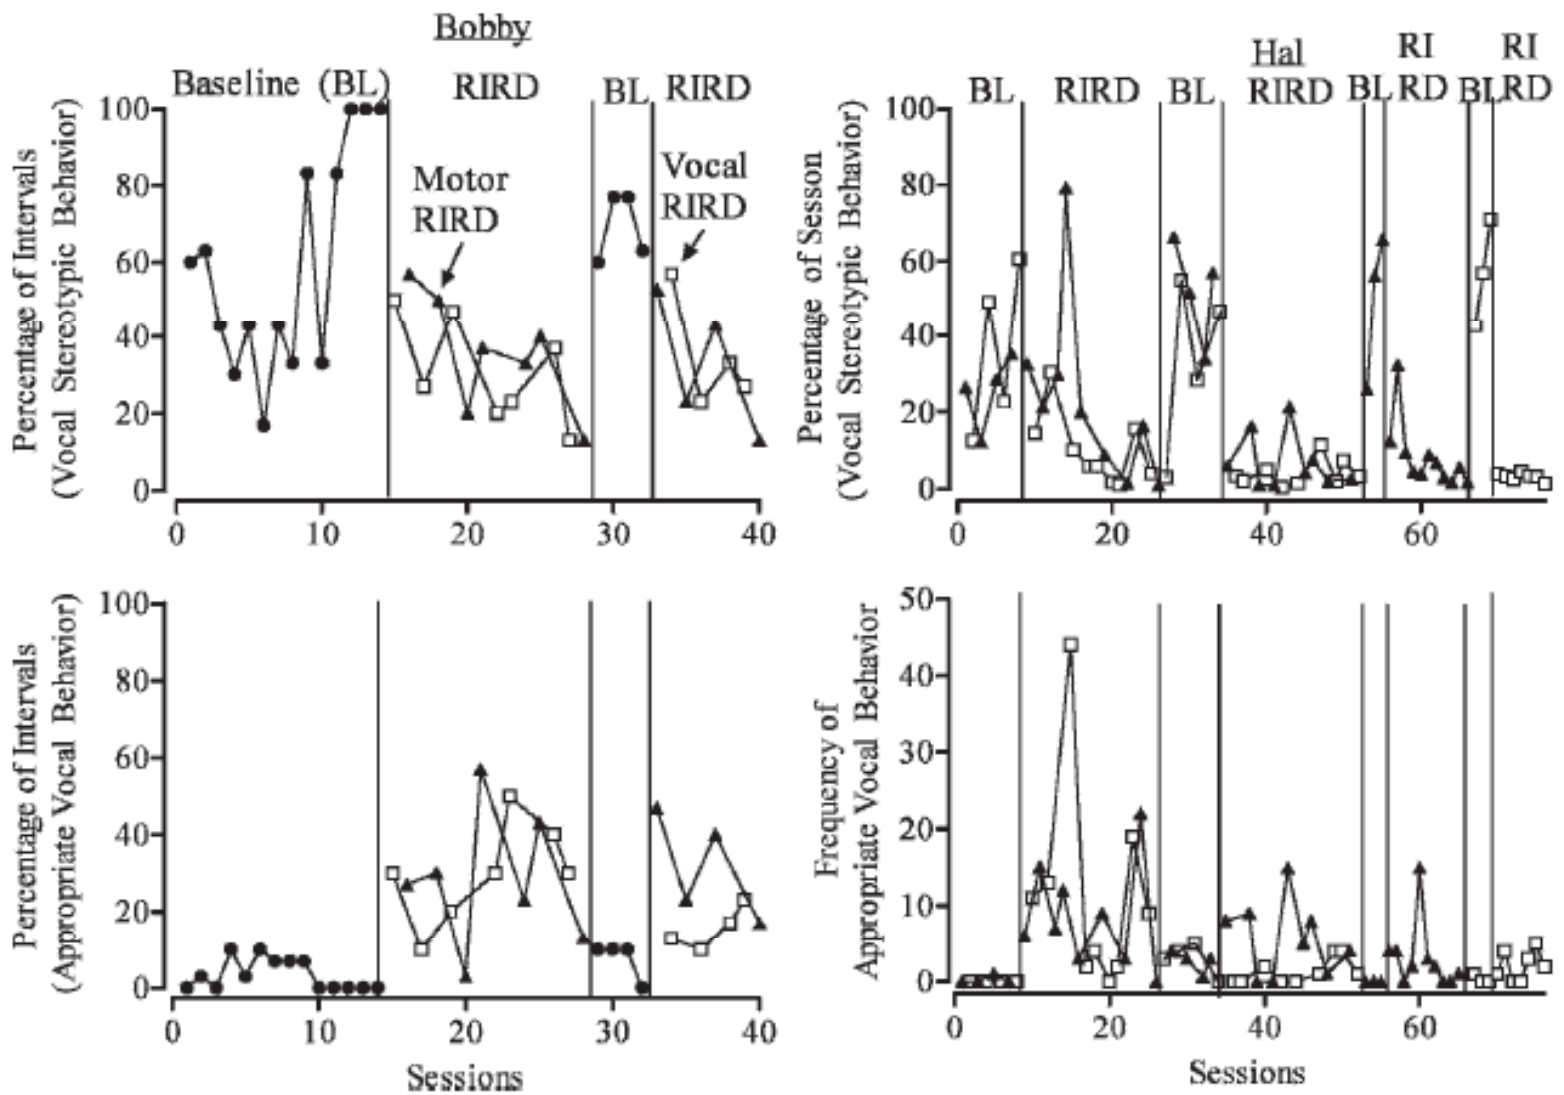 Bobby
Baseline (BL)
RIRD
BL
RIRD
Motor
RIRD
Vocal
RIRD
Percentage of Intervals
(Vocal Stereotypic Behavior)
100
80
60
40
20
0
0 10 20 30 40
Hal
BL
RIRD
BL
RIRD
BL
RI
RD
BL
RI
RD
Percentage of Sesson
(Vocal Stereotypic Behavior)
100
80
60
40
20
0
0 20 40 60
Percentage of Intervals
(Appropriate Vocal Behavior)
100
80
60
40
20
0
0 10 20 30 40
Sessions
Frequency of
Appropriate Vocal Behavior
50
40
30
20
10
0
0 20 40 60
Sessions